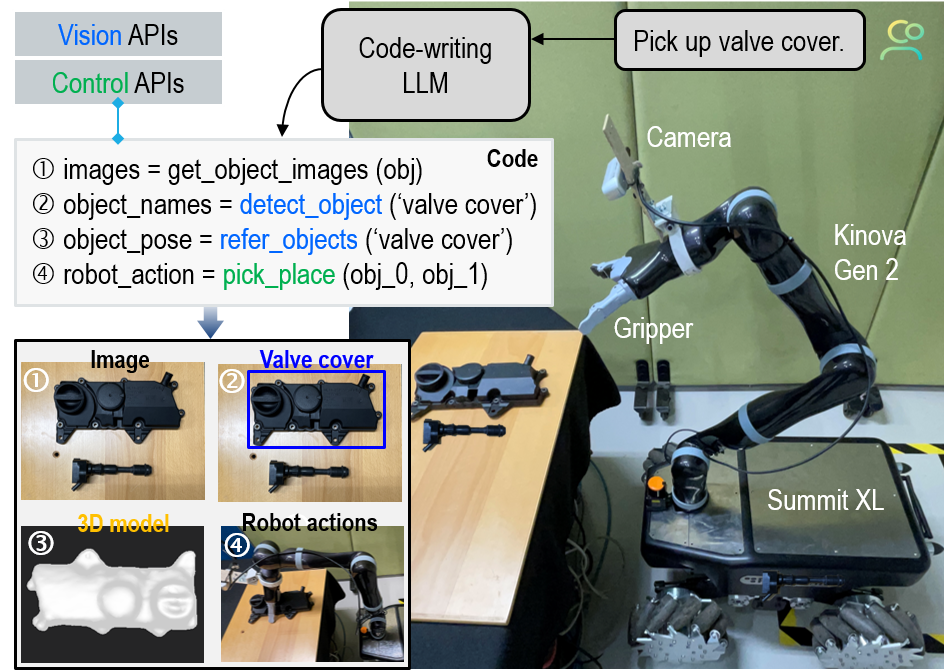 Vision APIs
Control APIs
Code-writing
LLM
Pick up valve cover.
Code
① images = get_object_images (obj)
② object_names = detect_object (‘valve cover’)
③ object_pose = refer_objects (‘valve cover’)
④ robot_action = pick_place (obj_0, obj_1)
Camera
Kinova
Gen 2
Gripper
Summit XL
Image
①
Valve cover
②
3D model
③
Robot actions
④